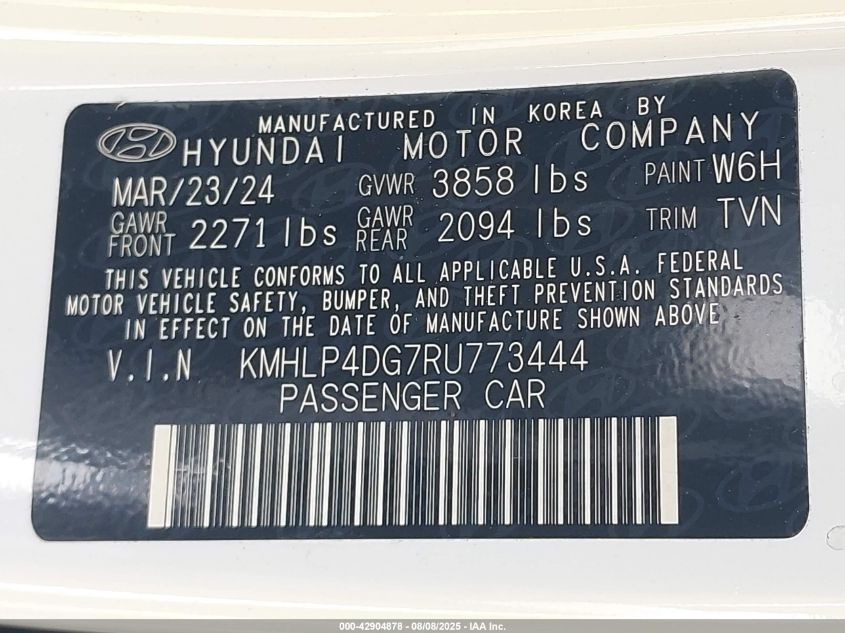 MANUFACTURED IN KOREA BY
HYUNDAI MOTOR COMPANY
MAR/23/24 GVWR 3858 lbs PAINT W6H
GAWR FRONT 2271 lbs GAWR REAR 2094 lbs TRIM TVN
THIS VEHICLE CONFORMS TO ALL APPLICABLE U.S.A. FEDERAL
MOTOR VEHICLE SAFETY, BUMPER, AND THEFT PREVENTION STANDARDS
IN EFFECT ON THE DATE OF MANUFACTURE SHOWN ABOVE
V.I.N KMHLP4DG7RU773444
PASSENGER CAR
000-42904878 - 08/08/2025 - IAA Inc.